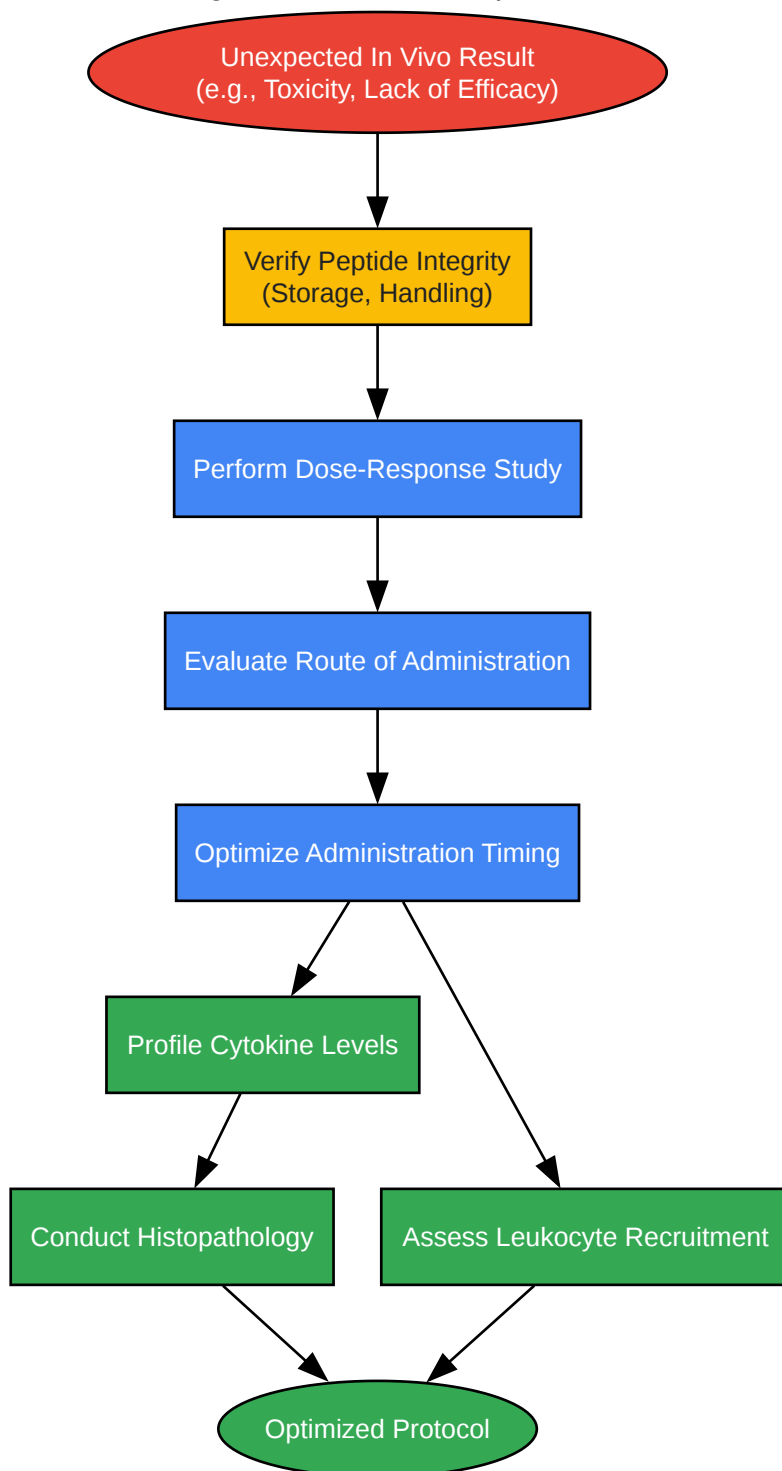 Unexpected In Vivo Result
(e.g., Toxicity, Lack of Efficacy)
Verify Peptide Integrity
(Storage, Handling)
Perform Dose-Response Study
Evaluate Route of Administration
Optimize Administration Timing
Profile Cytokine Levels
Conduct Histopathology
Assess Leukocyte Recruitment
Optimized Protocol